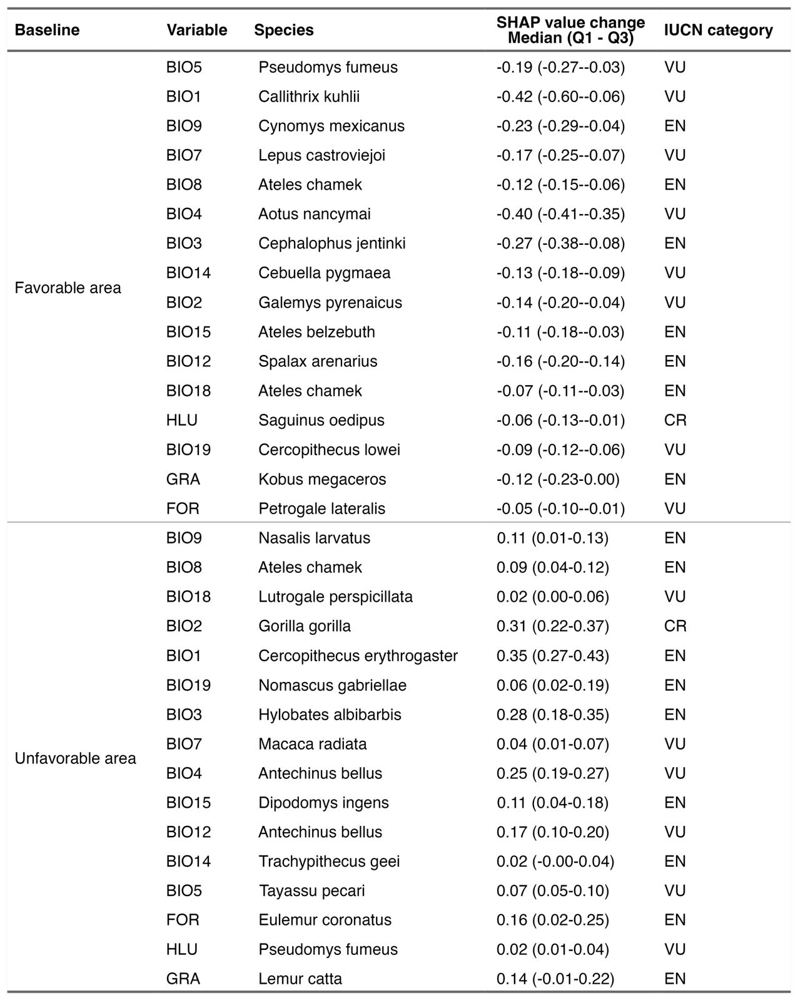 Baseline Variable Species SHAP value change Median (Q1 - Q3) IUCN category
Favorable area
BIO5 Pseudomys fumeus -0.19 (-0.27--0.03) VU
BIO1 Callithrix kuhlii -0.42 (-0.60--0.06) VU
BIO9 Cynomys mexicanus -0.23 (-0.29--0.04) EN
BIO7 Lepus castroviejoi -0.17 (-0.25--0.07) VU
BIO8 Ateles chamek -0.12 (-0.15--0.06) EN
BIO4 Aotus nancymai -0.40 (-0.41--0.35) VU
BIO3 Cephalophus jentinki -0.27 (-0.38--0.08) EN
BIO14 Cebuella pygmaea -0.13 (-0.18--0.09) VU
BIO2 Galemys pyrenaicus -0.14 (-0.20--0.04) VU
BIO15 Ateles belzebuth -0.11 (-0.18--0.03) EN
BIO12 Spalax arenarius -0.16 (-0.20--0.14) EN
BIO18 Ateles chamek -0.07 (-0.11--0.03) EN
HLU Saguinus oedipus -0.06 (-0.13--0.01) CR
BIO19 Cercopithecus lowei -0.09 (-0.12--0.06) VU
GRA Kobus megaceros -0.12 (-0.23-0.00) EN
FOR Petrogale lateralis -0.05 (-0.10--0.01) VU
Unfavorable area
BIO9 Nasalis larvatus 0.11 (0.01-0.13) EN
BIO8 Ateles chamek 0.09 (0.04-0.12) EN
BIO18 Lutrogale perspicillata 0.02 (0.00-0.06) VU
BIO2 Gorilla gorilla 0.31 (0.22-0.37) CR
BIO1 Cercopithecus erythrogaster 0.35 (0.27-0.43) EN
BIO19 Nomascus gabriellae 0.06 (0.02-0.19) EN
BIO3 Hylobates albibarbis 0.28 (0.18-0.35) EN
BIO7 Macaca radiata 0.04 (0.01-0.07) VU
BIO4 Antechinus bellus 0.25 (0.19-0.27) VU
BIO15 Dipodomys ingens 0.11 (0.04-0.18) EN
BIO12 Antechinus bellus 0.17 (0.10-0.20) VU
BIO14 Trachypithecus geei 0.02 (-0.00-0.04) EN
BIO5 Tayassu pecari 0.07 (0.05-0.10) VU
FOR Eulemur coronatus 0.16 (0.02-0.25) EN
HLU Pseudomys fumeus 0.02 (0.01-0.04) VU
GRA Lemur catta 0.14 (-0.01-0.22) EN